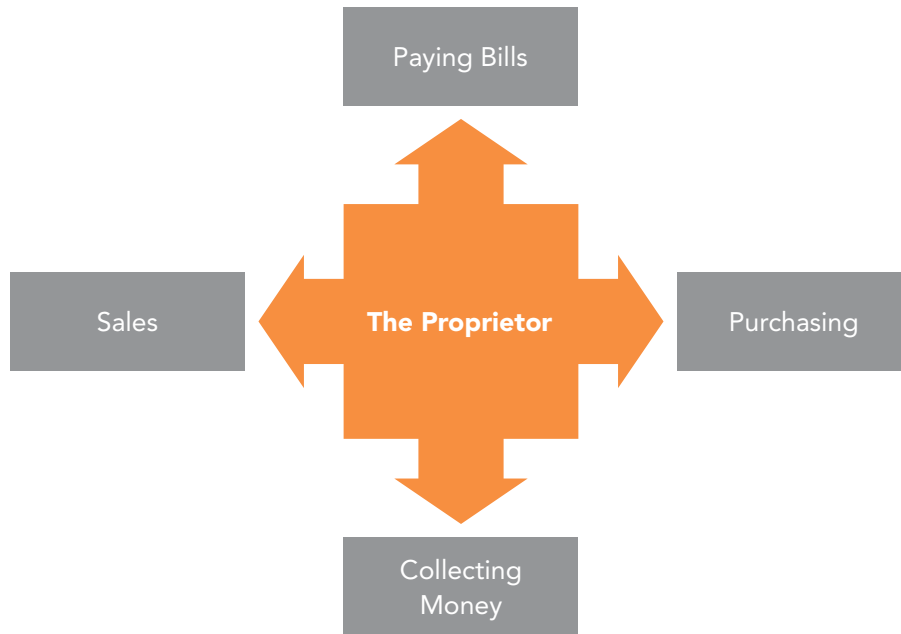 Paying Bills
Sales
The Proprietor
Purchasing
Collecting
Money